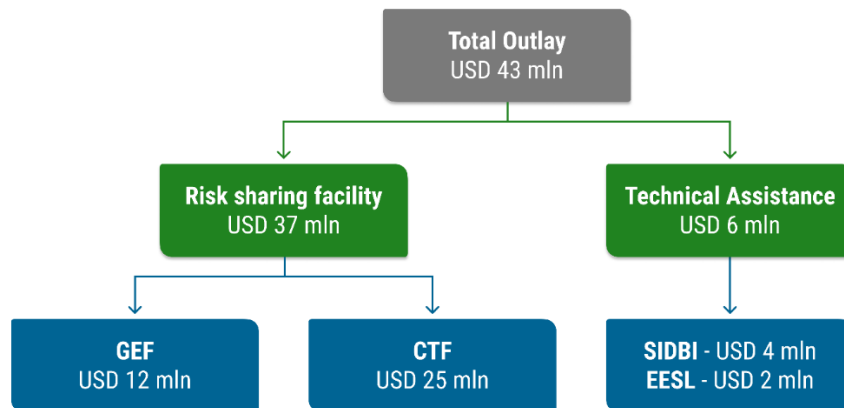 Total Outlay
USD 43 mln
Risk sharing facility
USD 37 mln
Technical Assistance
USD 6 mln
GEF
USD 12 mln
CTF
USD 25 mln
SIDBI - USD 4 mln
EESL - USD 2 mln